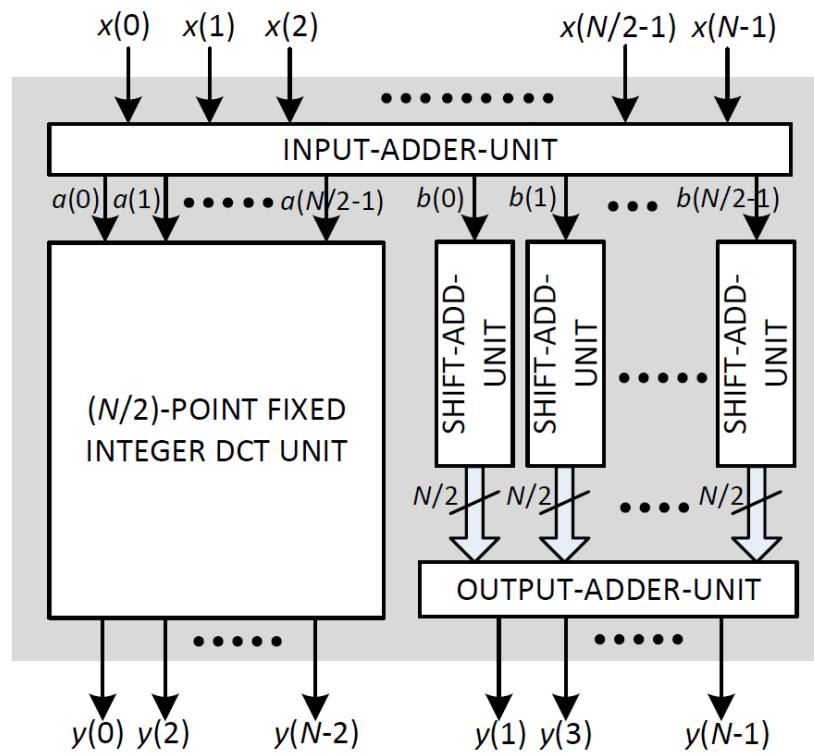 x(0) x(1) x(2) x(N/2-1) x(N-1)
INPUT-ADDER-UNIT
a(0) a(1) a(N/2-1) b(0) b(1) b(N/2-1)
(N/2)-POINT FIXED
INTEGER DCT UNIT
SHIFT-ADD-
UNIT
SHIFT-ADD-
UNIT
SHIFT-ADD-
UNIT
N/2 N/2 N/2
OUTPUT-ADDER-UNIT
y(0) y(2) y(N-2) y(1) y(3) y(N-1)